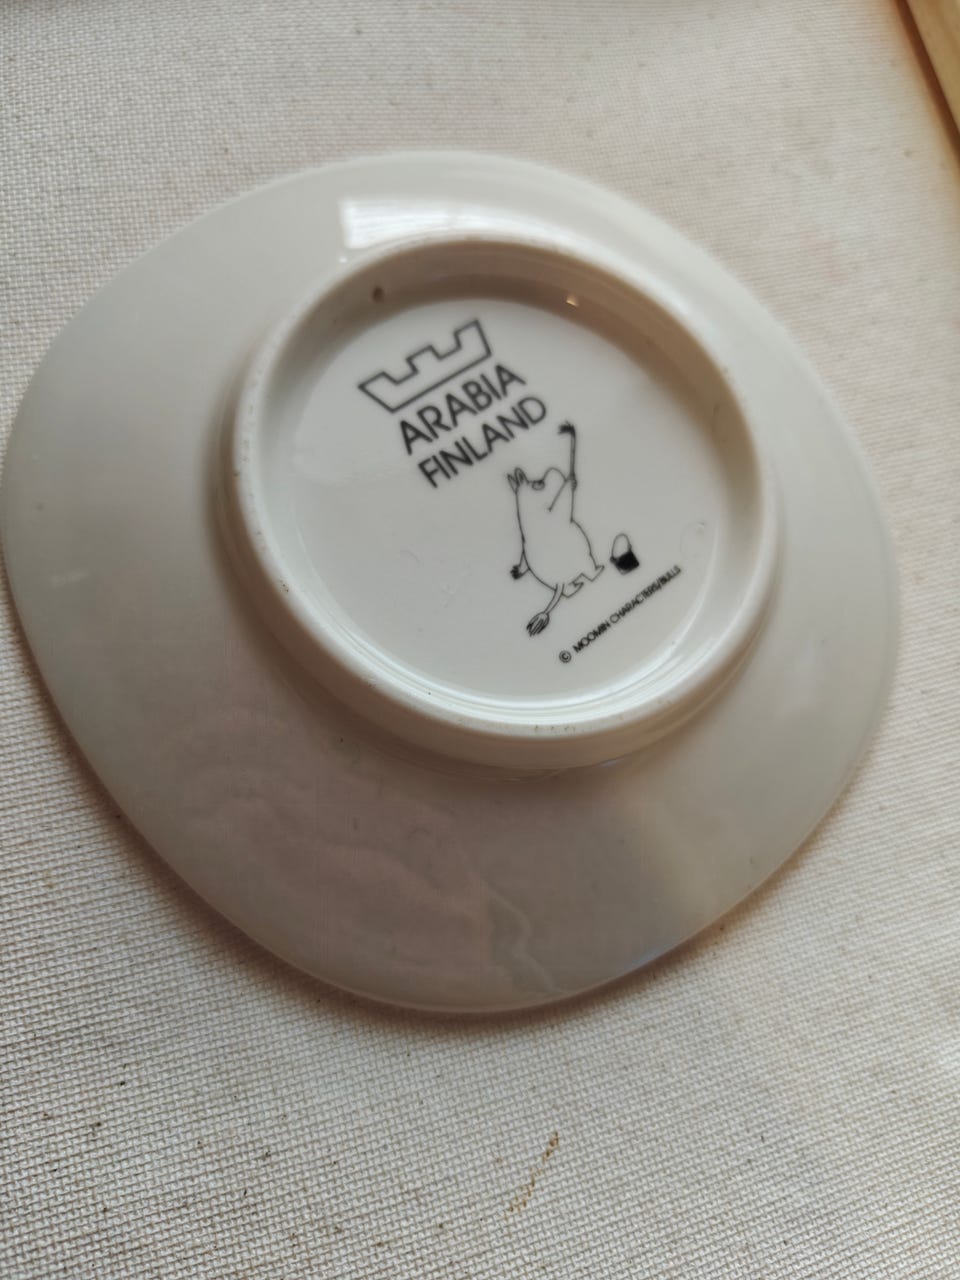 ARABIA
FINLAND
© MOOMIN CHARACTERS/BULLS